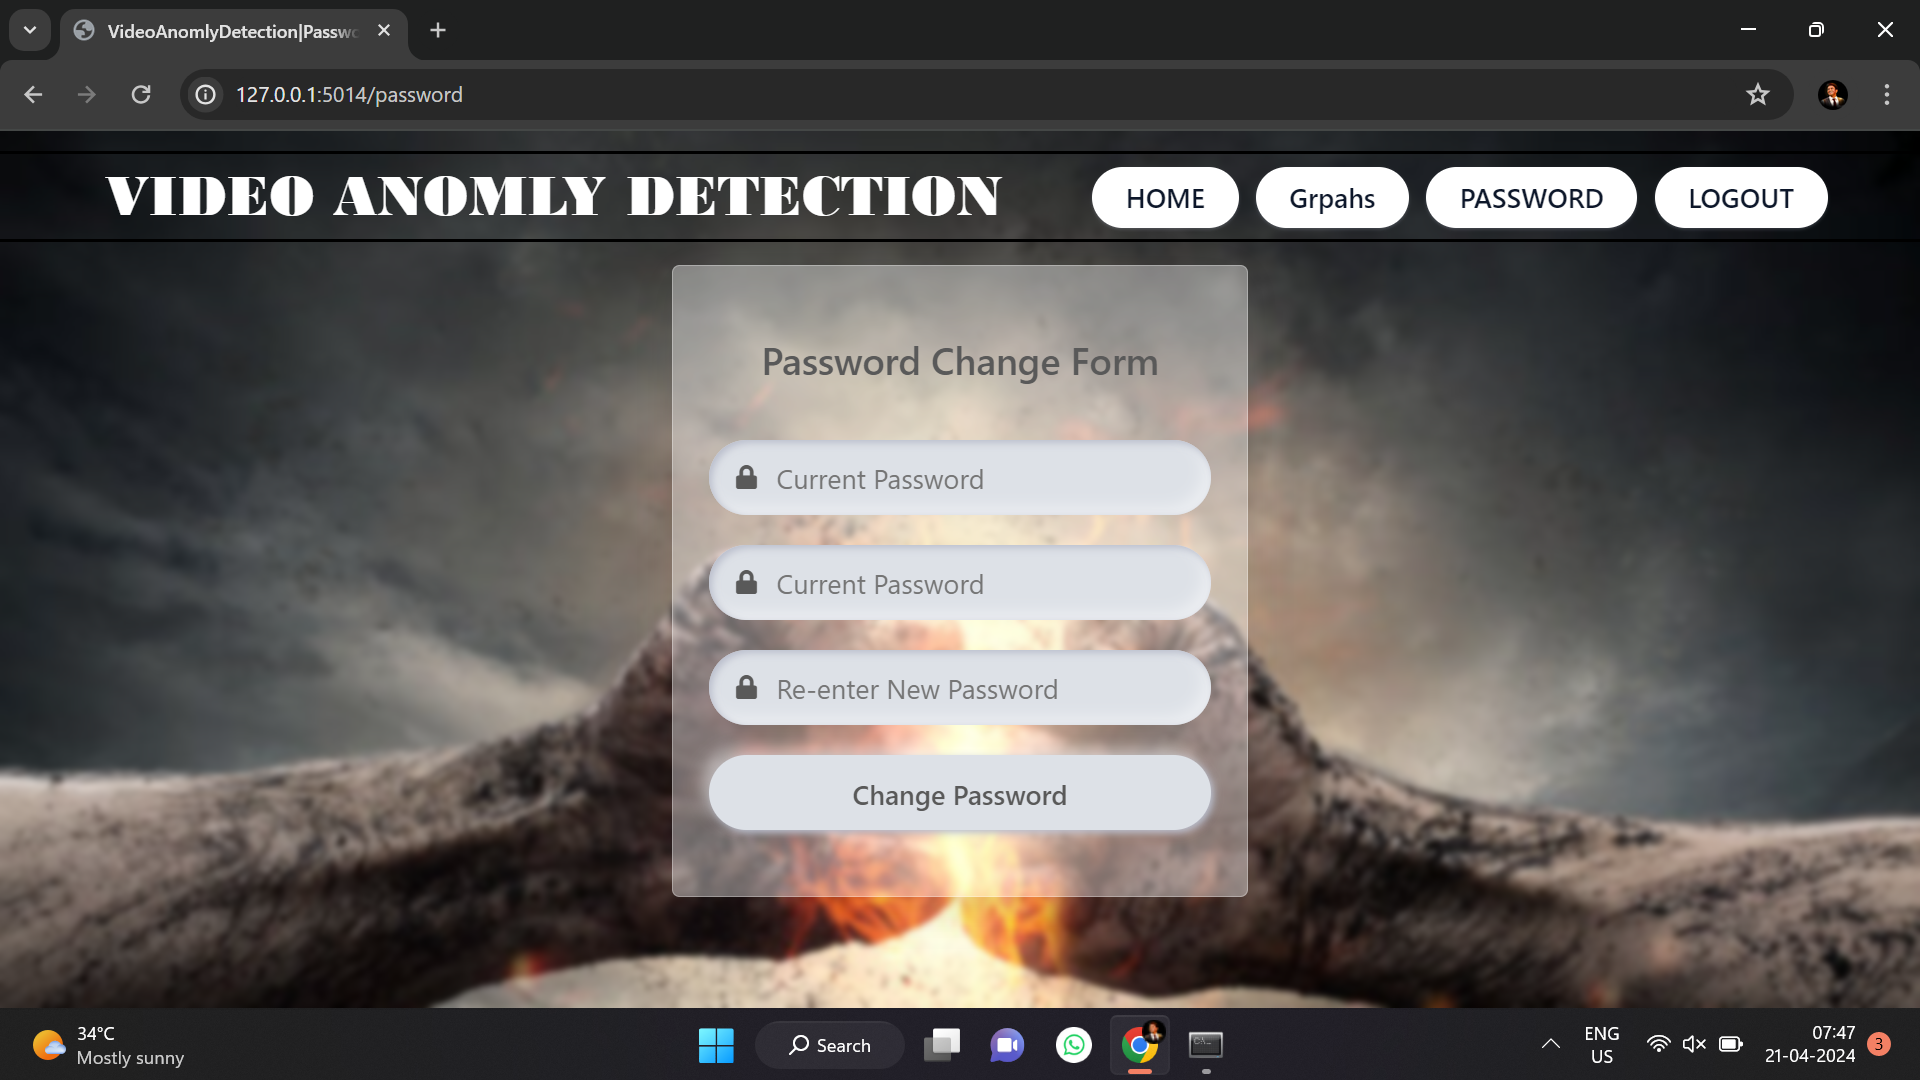 VideoAnomlyDetection|Passwo
127.0.0.1:5014/password
VIDEO ANOMLY DETECTION
HOME
Grpahs
PASSWORD
LOGOUT
Password Change Form
Current Password
Current Password
Re-enter New Password
Change Password
34°C
Mostly sunny
Search
ENG
US
07:47
21-04-2024
3